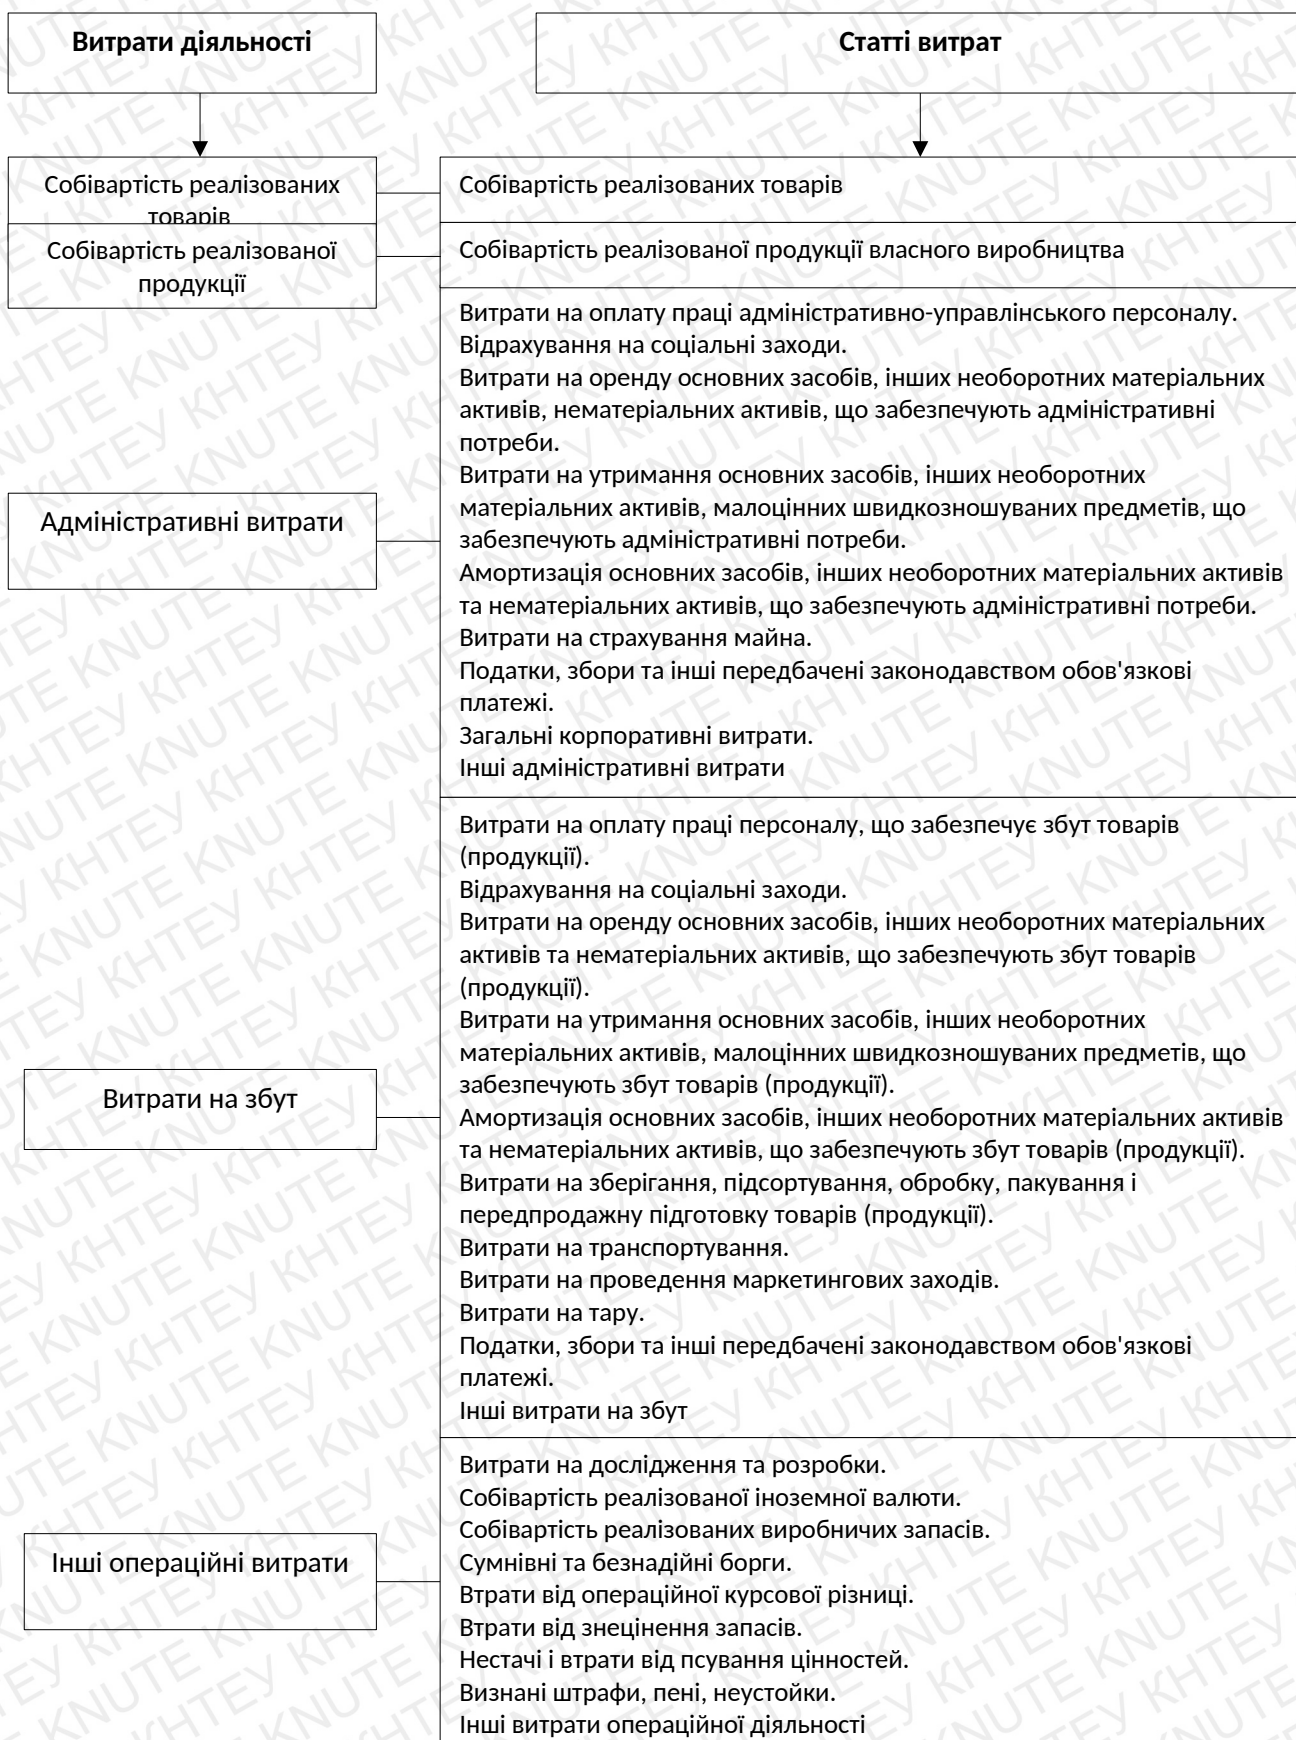 Витрати діяльності
Статті витрат
Собівартість реалізованих
товарів
Собівартість реалізованих товарів
Собівартість реалізованої
продукції
Собівартість реалізованої продукції власного виробництва
Адміністративні витрати
Витрати на оплату праці адміністративно-управлінського персоналу.
Відрахування на соціальні заходи.
Витрати на оренду основних засобів, інших необоротних матеріальних
активів, нематеріальних активів, що забезпечують адміністративні
потреби.
Витрати на утримання основних засобів, інших необоротних
матеріальних активів, малоцінних швидкозношуваних предметів, що
забезпечують адміністративні потреби.
Амортизація основних засобів, інших необоротних матеріальних активів
та нематеріальних активів, що забезпечують адміністративні потреби.
Витрати на страхування майна.
Податки, збори та інші передбачені законодавством обов'язкові
платежі.
Загальні корпоративні витрати.
Інші адміністративні витрати
Витрати на збут
Витрати на оплату праці персоналу, що забезпечує збут товарів
(продукції).
Відрахування на соціальні заходи.
Витрати на оренду основних засобів, інших необоротних матеріальних
активів та нематеріальних активів, що забезпечують збут товарів
(продукції).
Витрати на утримання основних засобів, інших необоротних
матеріальних активів, малоцінних швидкозношуваних предметів, що
забезпечують збут товарів (продукції).
Амортизація основних засобів, інших необоротних матеріальних активів
та нематеріальних активів, що забезпечують збут товарів (продукції).
Витрати на зберігання, підсортування, обробку, пакування і
передпродажну підготовку товарів (продукції).
Витрати на транспортування.
Витрати на проведення маркетингових заходів.
Витрати на тару.
Податки, збори та інші передбачені законодавством обов'язкові
платежі.
Інші витрати на збут
Інші операційні витрати
Витрати на дослідження та розробки.
Собівартість реалізованої іноземної валюти.
Собівартість реалізованих виробничих запасів.
Сумнівні та безнадійні борги.
Втрати від операційної курсової різниці.
Втрати від знецінення запасів.
Нестачі і втрати від псування цінностей.
Визнані штрафи, пені, неустойки.
Інші витрати операційної діяльності